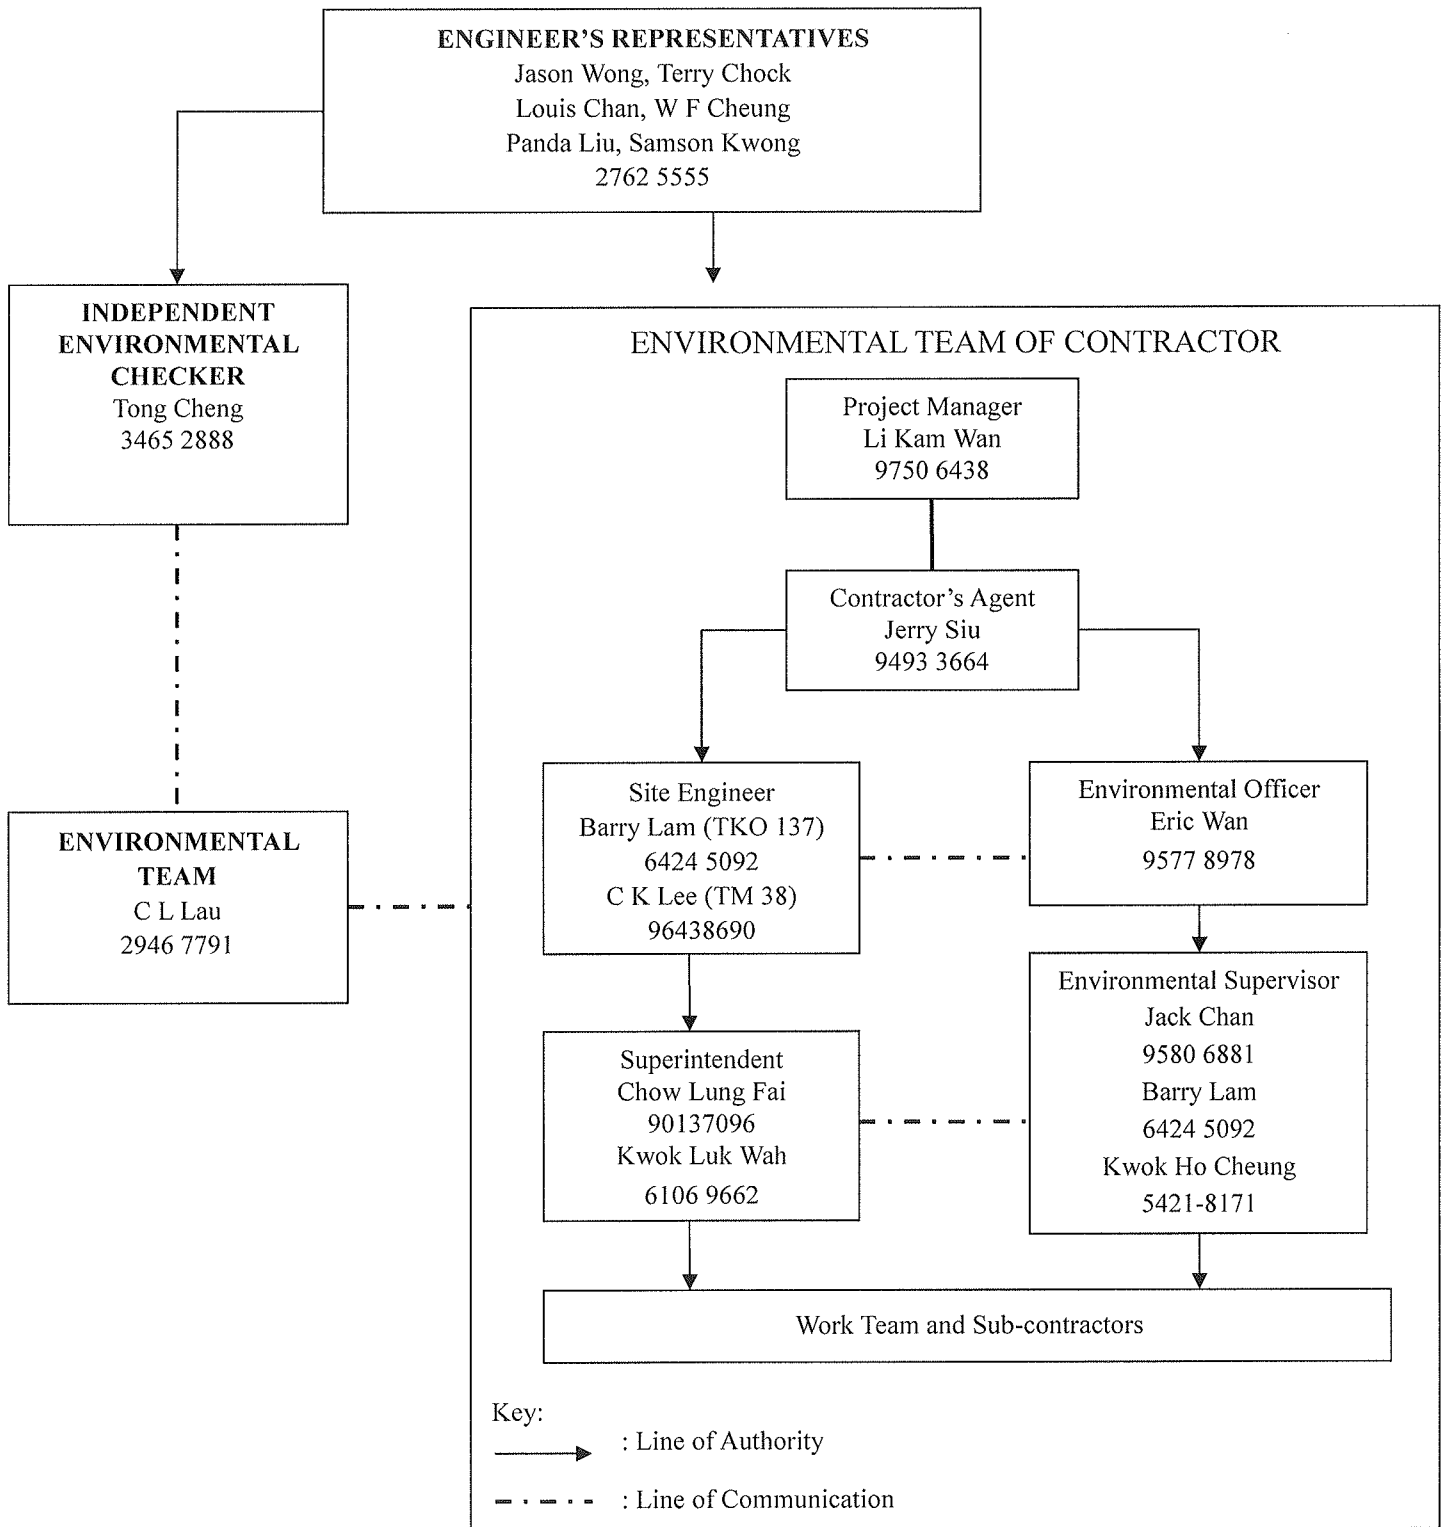 ENGINEER'S REPRESENTATIVES
Jason Wong, Terry Chock
Louis Chan, W F Cheung
Panda Liu, Samson Kwong
2762 5555
INDEPENDENT
ENVIRONMENTAL
CHECKER
Tong Cheng
3465 2888
ENVIRONMENTAL
TEAM
C L Lau
2946 7791
ENVIRONMENTAL TEAM OF CONTRACTOR
Project Manager
Li Kam Wan
9750 6438
Contractor's Agent
Jerry Siu
9493 3664
Site Engineer
Barry Lam (TKO 137)
6424 5092
C K Lee (TM 38)
96438690
Environmental Officer
Eric Wan
9577 8978
Superintendent
Chow Lung Fai
90137096
Kwok Luk Wah
6106 9662
Environmental Supervisor
Jack Chan
9580 6881
Barry Lam
6424 5092
Kwok Ho Cheung
5421-8171
Work Team and Sub-contractors
Key:
: Line of Authority
: Line of Communication